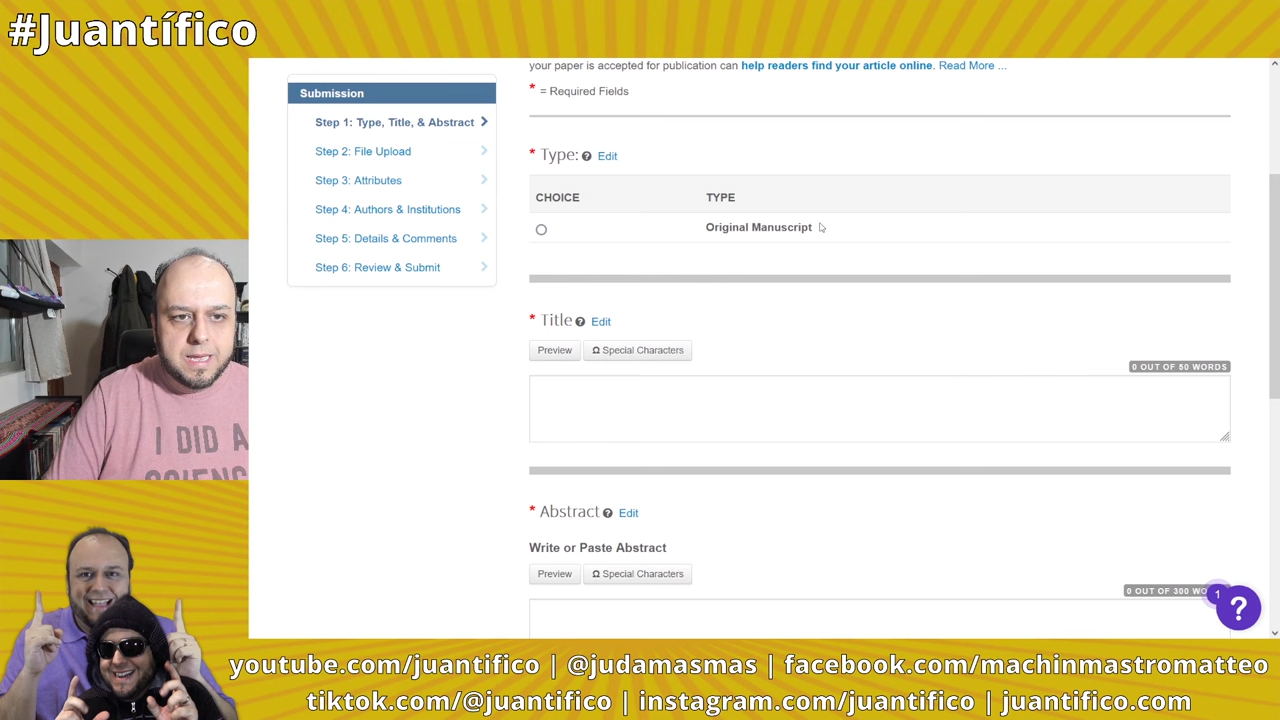 #Juantífico
your paper is accepted for publication can help readers find your article online. Read More ...
* = Required Fields
Submission
Step 1: Type, Title, & Abstract
Step 2: File Upload
Step 3: Attributes
Step 4: Authors & Institutions
Step 5: Details & Comments
Step 6: Review & Submit
* Type: Edit
CHOICE TYPE
Original Manuscript
* Title Edit
Preview Ω Special Characters
0 OUT OF 50 WORDS
* Abstract Edit
Write or Paste Abstract
Preview Ω Special Characters
0 OUT OF 300 WO
1
?
I DID A
SCIENC
youtube.com/juantifico | @judamasmas | facebook.com/machinmastromatteo
tiktok.com/@juantifico | instagram.com/juantifico | juantifico.com